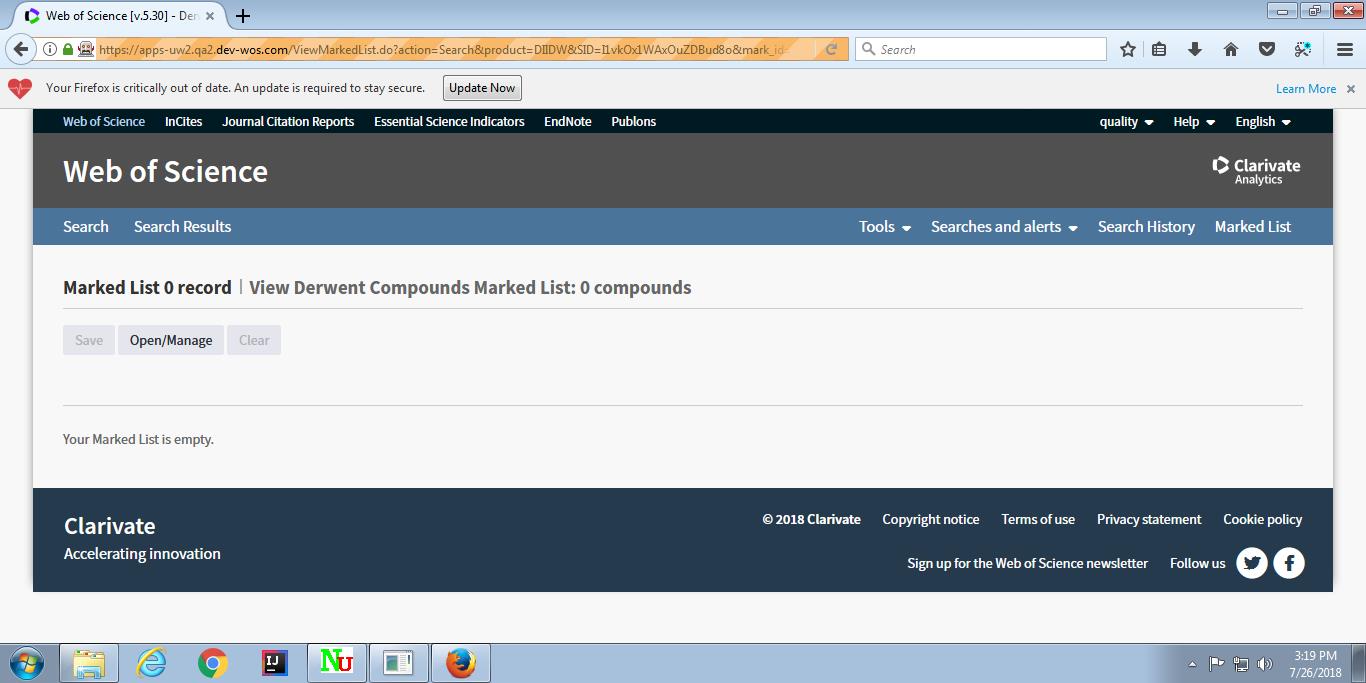 Web of Science [v.5.30] - Der
https://apps-uw2.qa2.dev-wos.com/ViewMarkedList.do?action=Search&product=DIIDW&SID=I1vkOx1WAxOuZDBud8o&mark_id=
Search
Your Firefox is critically out of date. An update is required to stay secure. Update Now Learn More
Web of Science InCites Journal Citation Reports Essential Science Indicators EndNote Publons quality Help English
Web of Science
Clarivate
Analytics
Search Search Results Tools Searches and alerts Search History Marked List
Marked List 0 record | View Derwent Compounds Marked List: 0 compounds
Save Open/Manage Clear
Your Marked List is empty.
Clarivate
Accelerating innovation
© 2018 Clarivate Copyright notice Terms of use Privacy statement Cookie policy
Sign up for the Web of Science newsletter Follow us
IJ NU
3:19 PM
7/26/2018